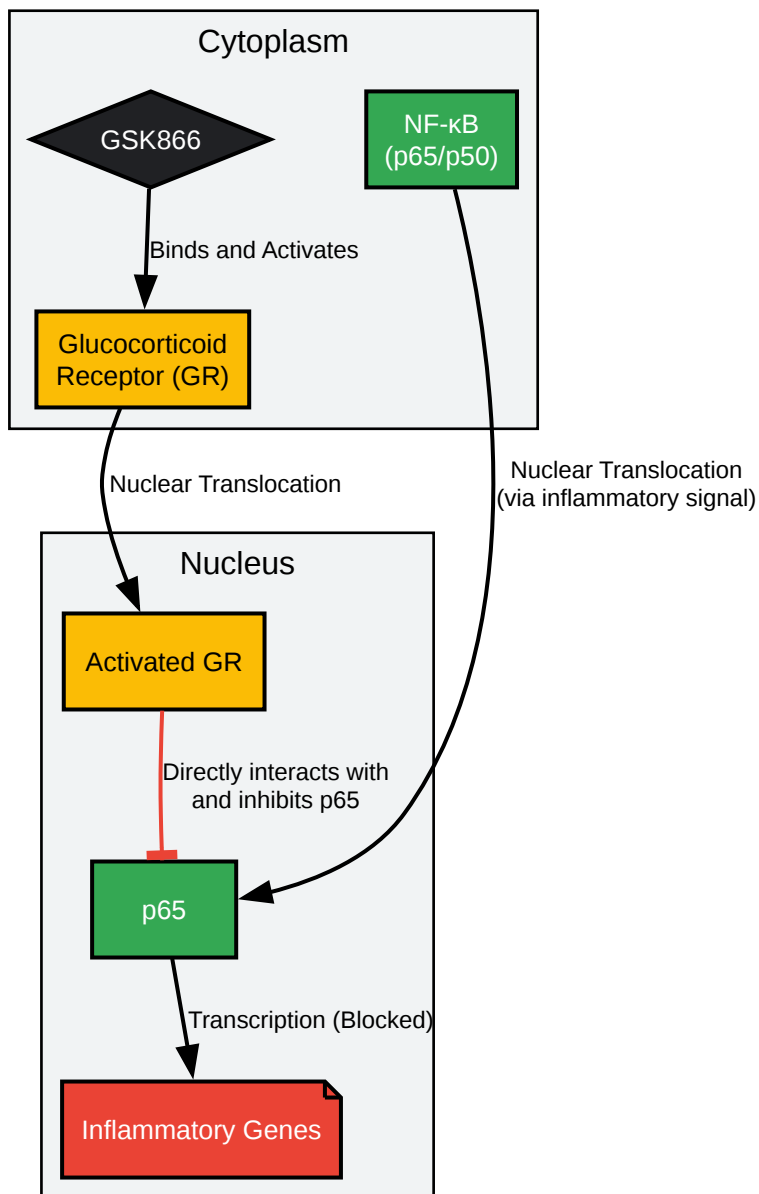 Cytoplasm
GSK866
NF-κB
(p65/p50)
Binds and Activates
Glucocorticoid
Receptor (GR)
Nuclear Translocation
Nuclear Translocation
(via inflammatory signal)
Nucleus
Activated GR
Directly interacts with
and inhibits p65
p65
Transcription (Blocked)
Inflammatory Genes